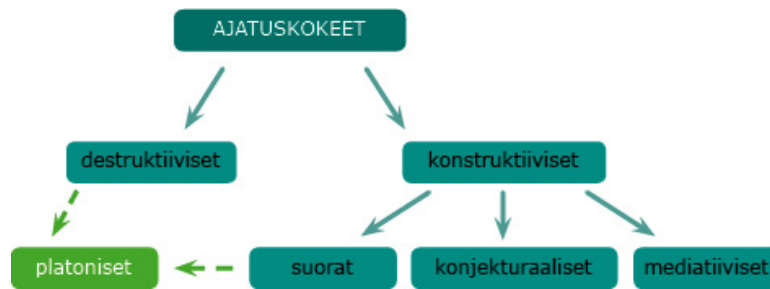 AJATUSKOKEET
destruktiiviset
konstruktiiviset
platoniset
suorat
konjekturaaliset
mediatiiviset